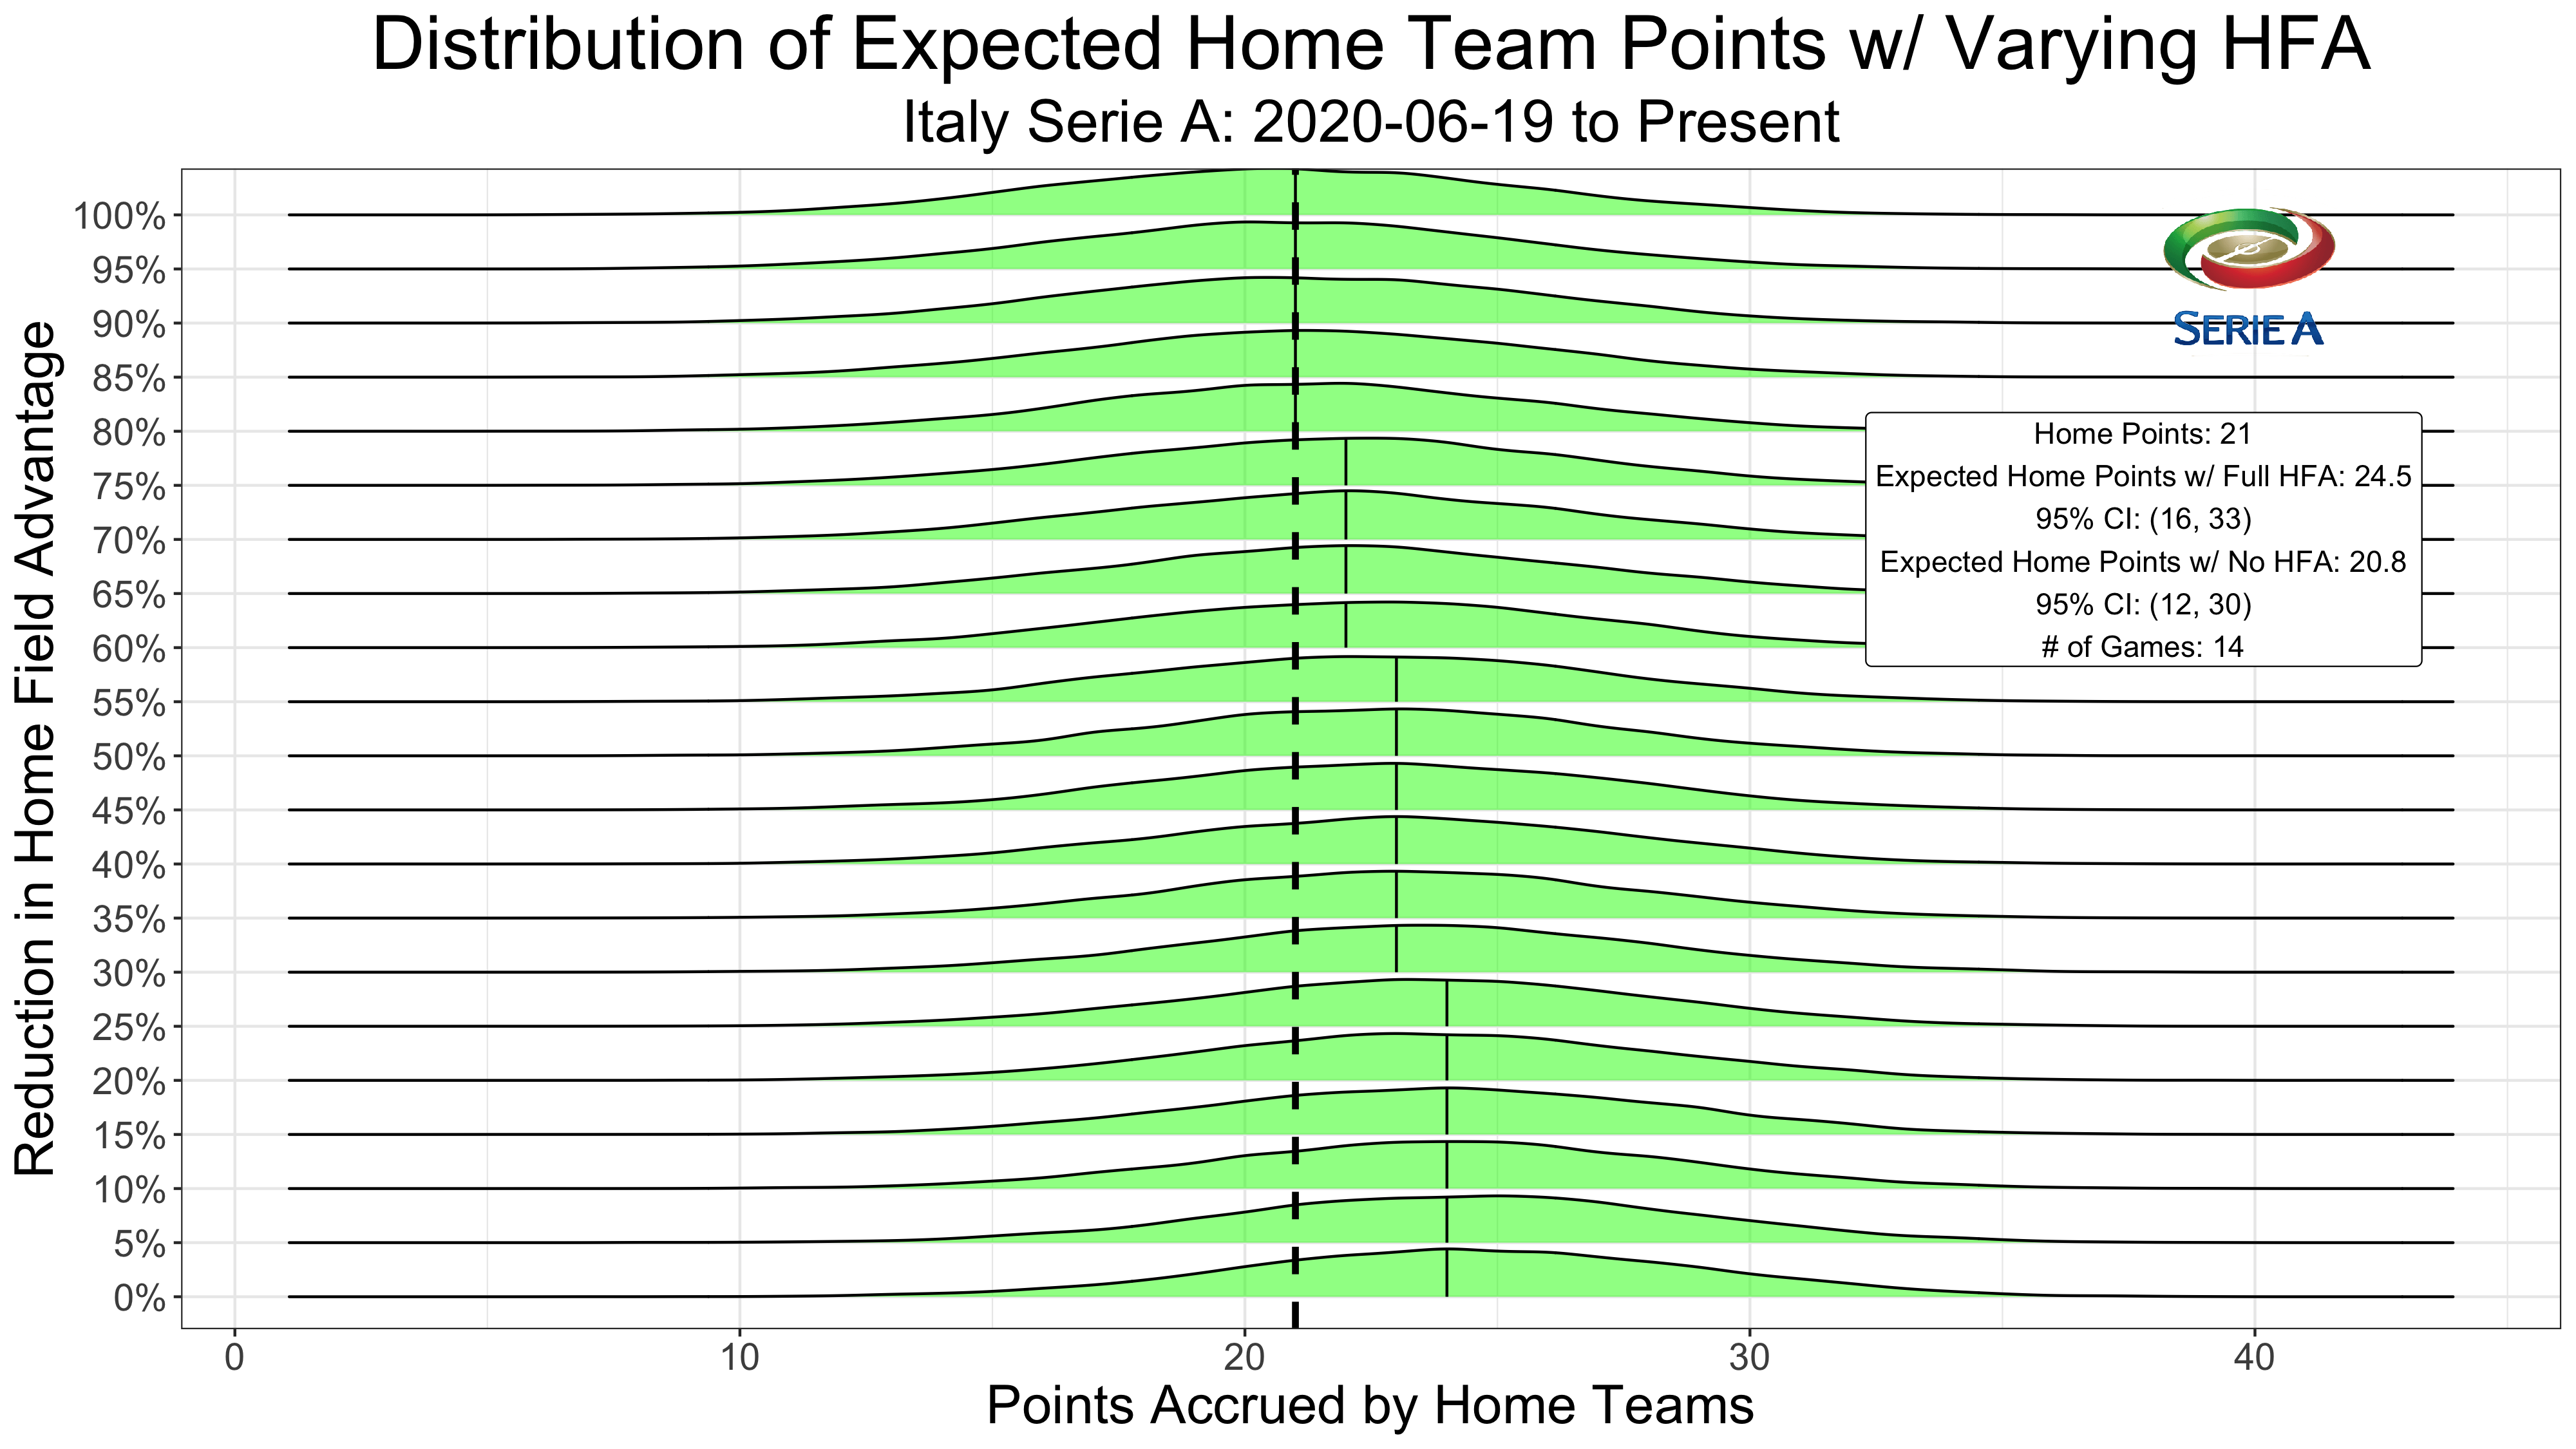 Distribution of Expected Home Team Points w/ Varying HFA
Italy Serie A: 2020-06-19 to Present
Reduction in Home Field Advantage
100%
95%
90%
85%
80%
75%
70%
65%
60%
55%
50%
45%
40%
35%
30%
25%
20%
15%
10%
5%
0%
SERIE A
Home Points: 21
Expected Home Points w/ Full HFA: 24.5
95% CI: (16, 33)
Expected Home Points w/ No HFA: 20.8
95% CI: (12, 30)
# of Games: 14
0 10 20 30 40
Points Accrued by Home Teams